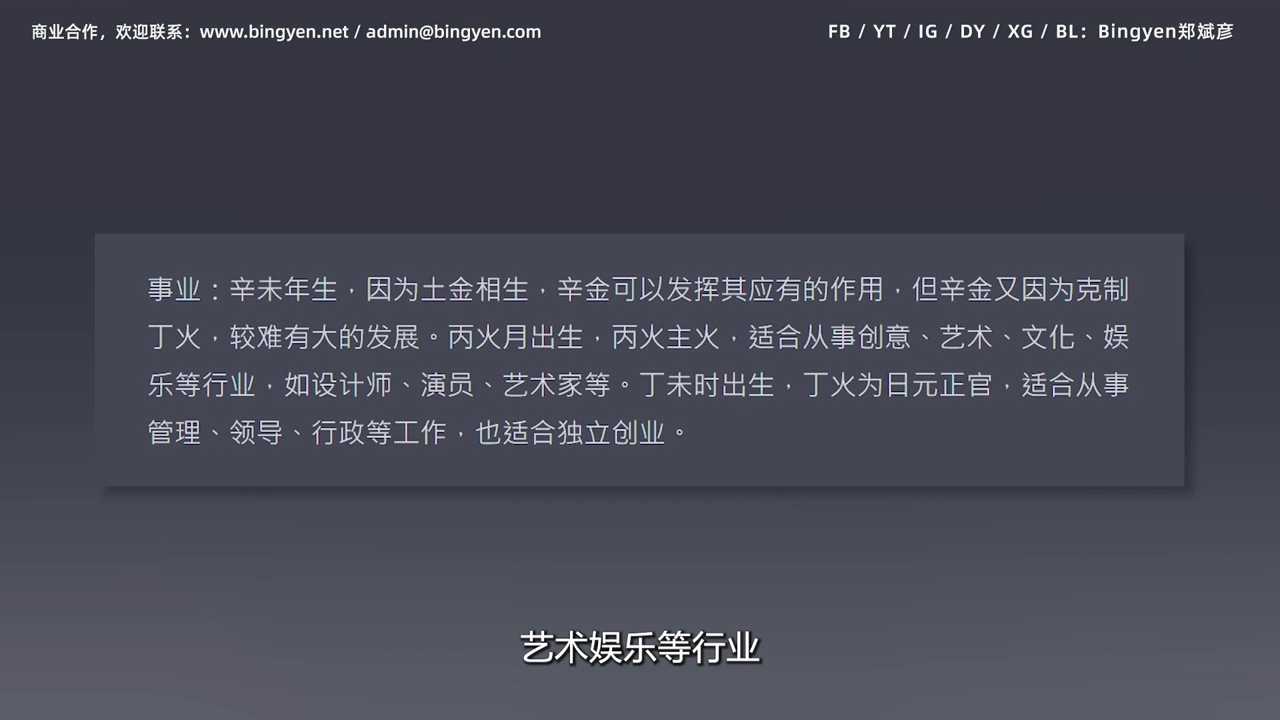 商业合作，欢迎联系：www.bingyen.net / admin@bingyen.com
FB / YT / IG / DY / XG / BL：Bingyen郑斌彦
事业：辛未年生，因为土金相生，辛金可以发挥其应有的作用，但辛金又因为克制
丁火，较难有大的发展。丙火月出生，丙火主火，适合从事创意、艺术、文化、娱
乐等行业，如设计师、演员、艺术家等。丁未时出生，丁火为日元正官，适合从事
管理、领导、行政等工作，也适合独立创业。
艺术娱乐等行业